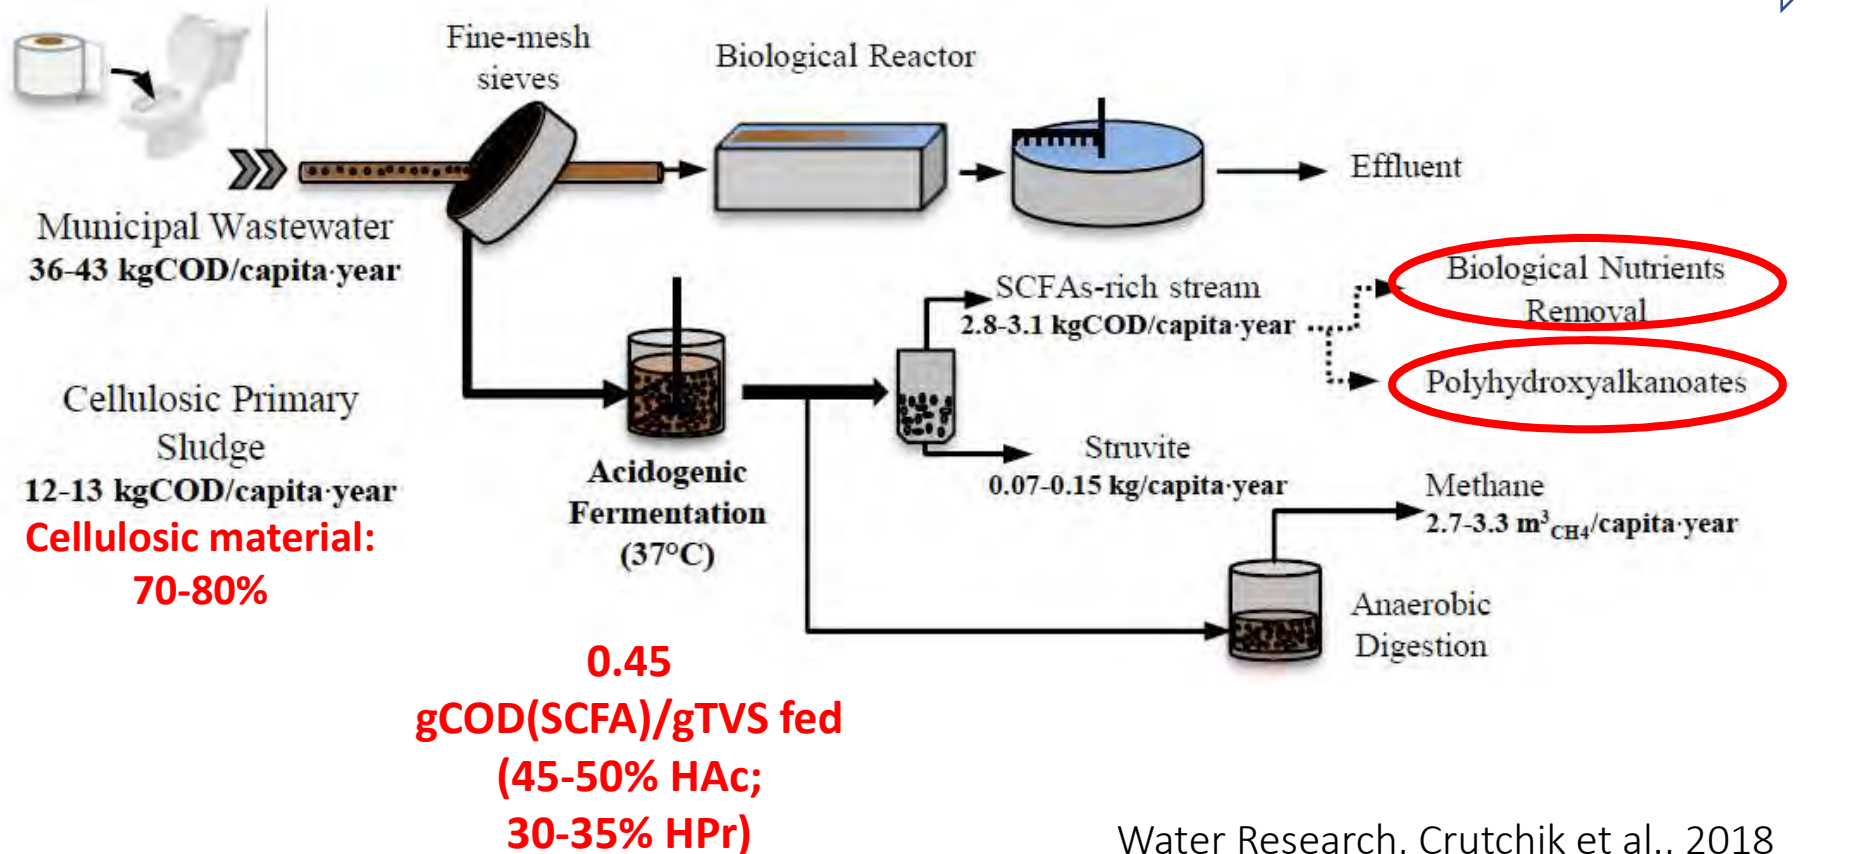 Fine-mesh
sieves
Biological Reactor
Effluent
Municipal Wastewater
36-43 kgCOD/capita·year
SCFAs-rich stream
2.8-3.1 kgCOD/capita·year
Biological Nutrients
Removal
Polyhydroxyalkanoates
Cellulosic Primary
Sludge
12-13 kgCOD/capita·year
Cellulosic material:
70-80%
Acidogenic
Fermentation
(37°C)
Struvite
0.07-0.15 kg/capita·year
Methane
2.7-3.3 m³CH4/capita·year
Anaerobic
Digestion
0.45
gCOD(SCFA)/gTVS fed
(45-50% HAc;
30-35% HPr)
Water Research. Crutchik et al.. 2018